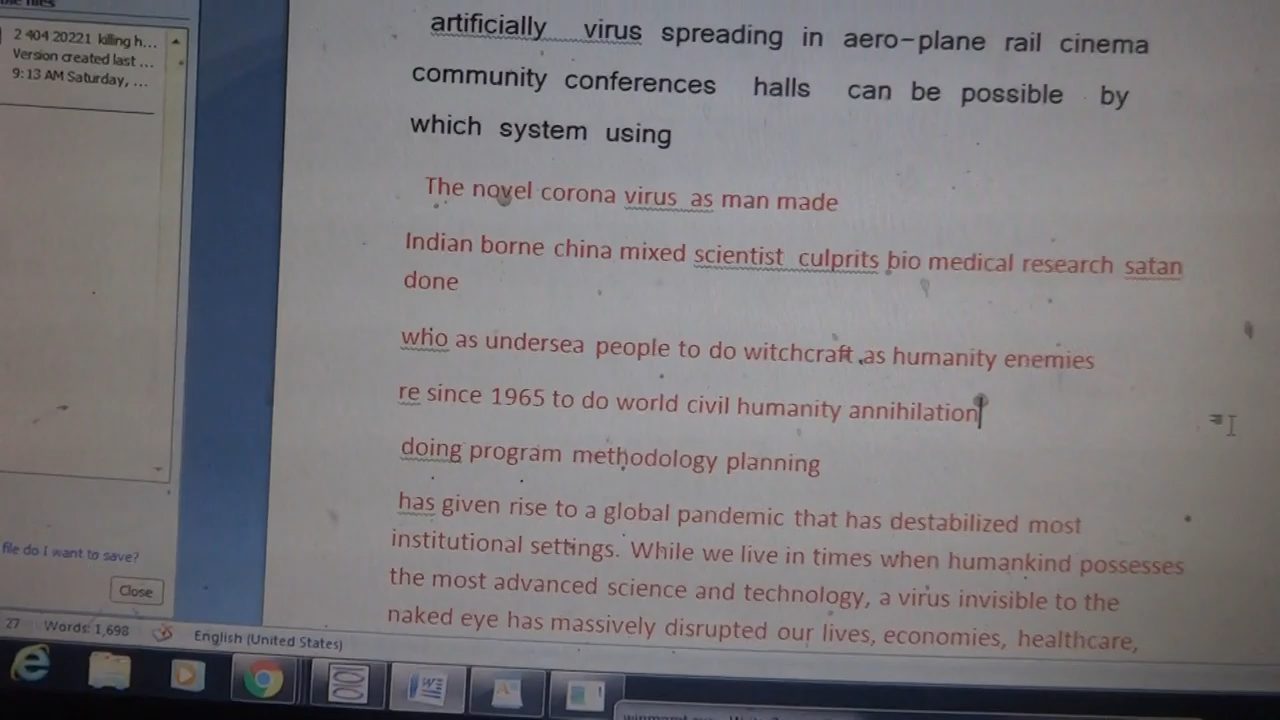 2 404 20221 killing h...
Version created last ...
9:13 AM Saturday, ...
file do I want to save?
Close
artificially virus spreading in aero-plane rail cinema
community conferences halls can be possible by
which system using
The novel corona virus as man made
Indian borne china mixed scientist culprits bio medical research satan
done
who as undersea people to do witchcraft as humanity enemies
re since 1965 to do world civil humanity annihilation
doing program methodology planning
has given rise to a global pandemic that has destabilized most
institutional settings. While we live in times when humankind possesses
the most advanced science and technology, a virus invisible to the
naked eye has massively disrupted our lives, economies, healthcare,
27 Words: 1,698 English (United States)